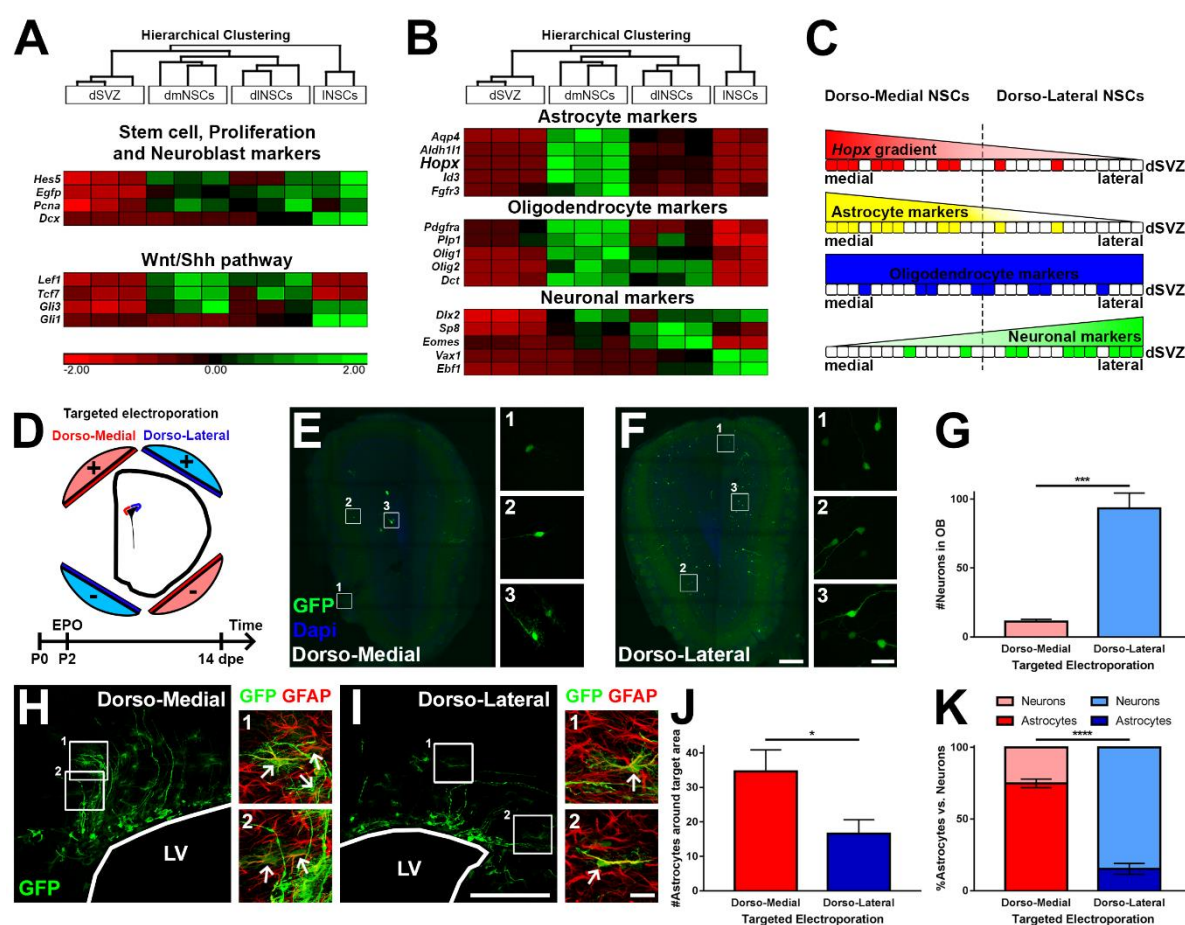 A
Hierarchical Clustering
dSVZ dmNSCs dlNSCs lNSCs
Stem cell, Proliferation
and Neuroblast markers
Hes5
Egfp
Pcna
Dcx
Wnt/Shh pathway
Lef1
Tcf7
Gli3
Gli1
-2.00 0.00 2.00
B
Hierarchical Clustering
dSVZ dmNSCs dlNSCs lNSCs
Astrocyte markers
Aqp4
Aldh1l1
Hopx
Id3
Fgfr3
Oligodendrocyte markers
Pdgfra
Plp1
Olig1
Olig2
Dct
Neuronal markers
Dlx2
Sp8
Eomes
Vax1
Ebf1
C
Dorso-Medial NSCs Dorso-Lateral NSCs
Hopx gradient
dSVZ
medial lateral
Astrocyte markers
dSVZ
medial lateral
Oligodendrocyte markers
dSVZ
medial lateral
Neuronal markers
dSVZ
medial lateral
D
Targeted electroporation
Dorso-Medial Dorso-Lateral
+ +
- -
EPO Time
P0 P2 14 dpe
E
1
2
3
GFP
Dapi
Dorso-Medial
1
2
3
F
1
3
2
Dorso-Lateral
1
2
3
G
#Neurons in OB
100
50
0
***
Dorso-Medial Dorso-Lateral
Targeted Electroporation
H
Dorso-Medial
1
2
LV
GFP
GFP GFAP
1
2
I
Dorso-Lateral
1
2
LV
GFP GFAP
1
2
J
#Astrocytes around target area
40
30
20
10
0
*
Dorso-Medial Dorso-Lateral
Targeted Electroporation
K
Neurons Neurons
Astrocytes Astrocytes
%Astrocytes vs. Neurons
100
50
0
****
Dorso-Medial Dorso-Lateral
Targeted Electroporation